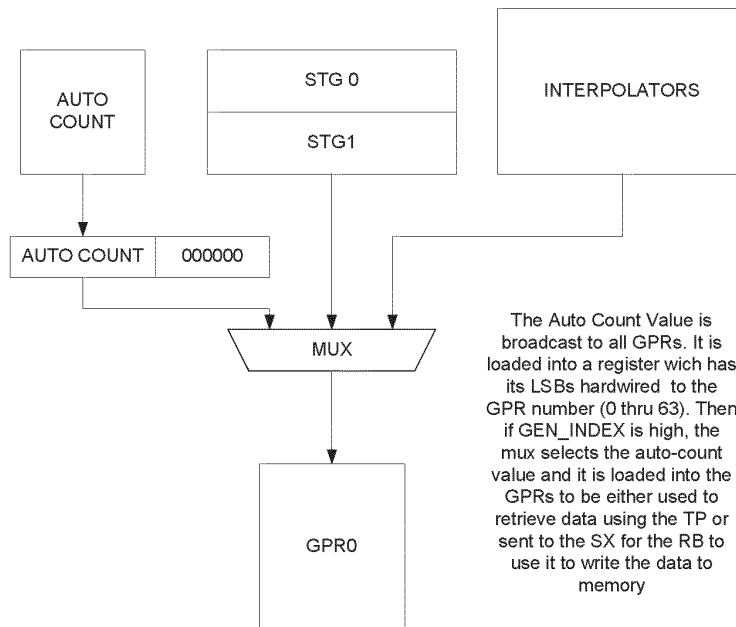 AUTO
COUNT
STG 0
STG1
INTERPOLATORS
AUTO COUNT
000000
MUX
GPR0
The Auto Count Value is
broadcast to all GPRs. It is
loaded into a register wich has
its LSBs hardwired to the
GPR number (0 thru 63). Then
if GEN_INDEX is high, the
mux selects the auto-count
value and it is loaded into the
GPRs to be either used to
retrieve data using the TP or
sent to the SX for the RB to
use it to write the data to
memory